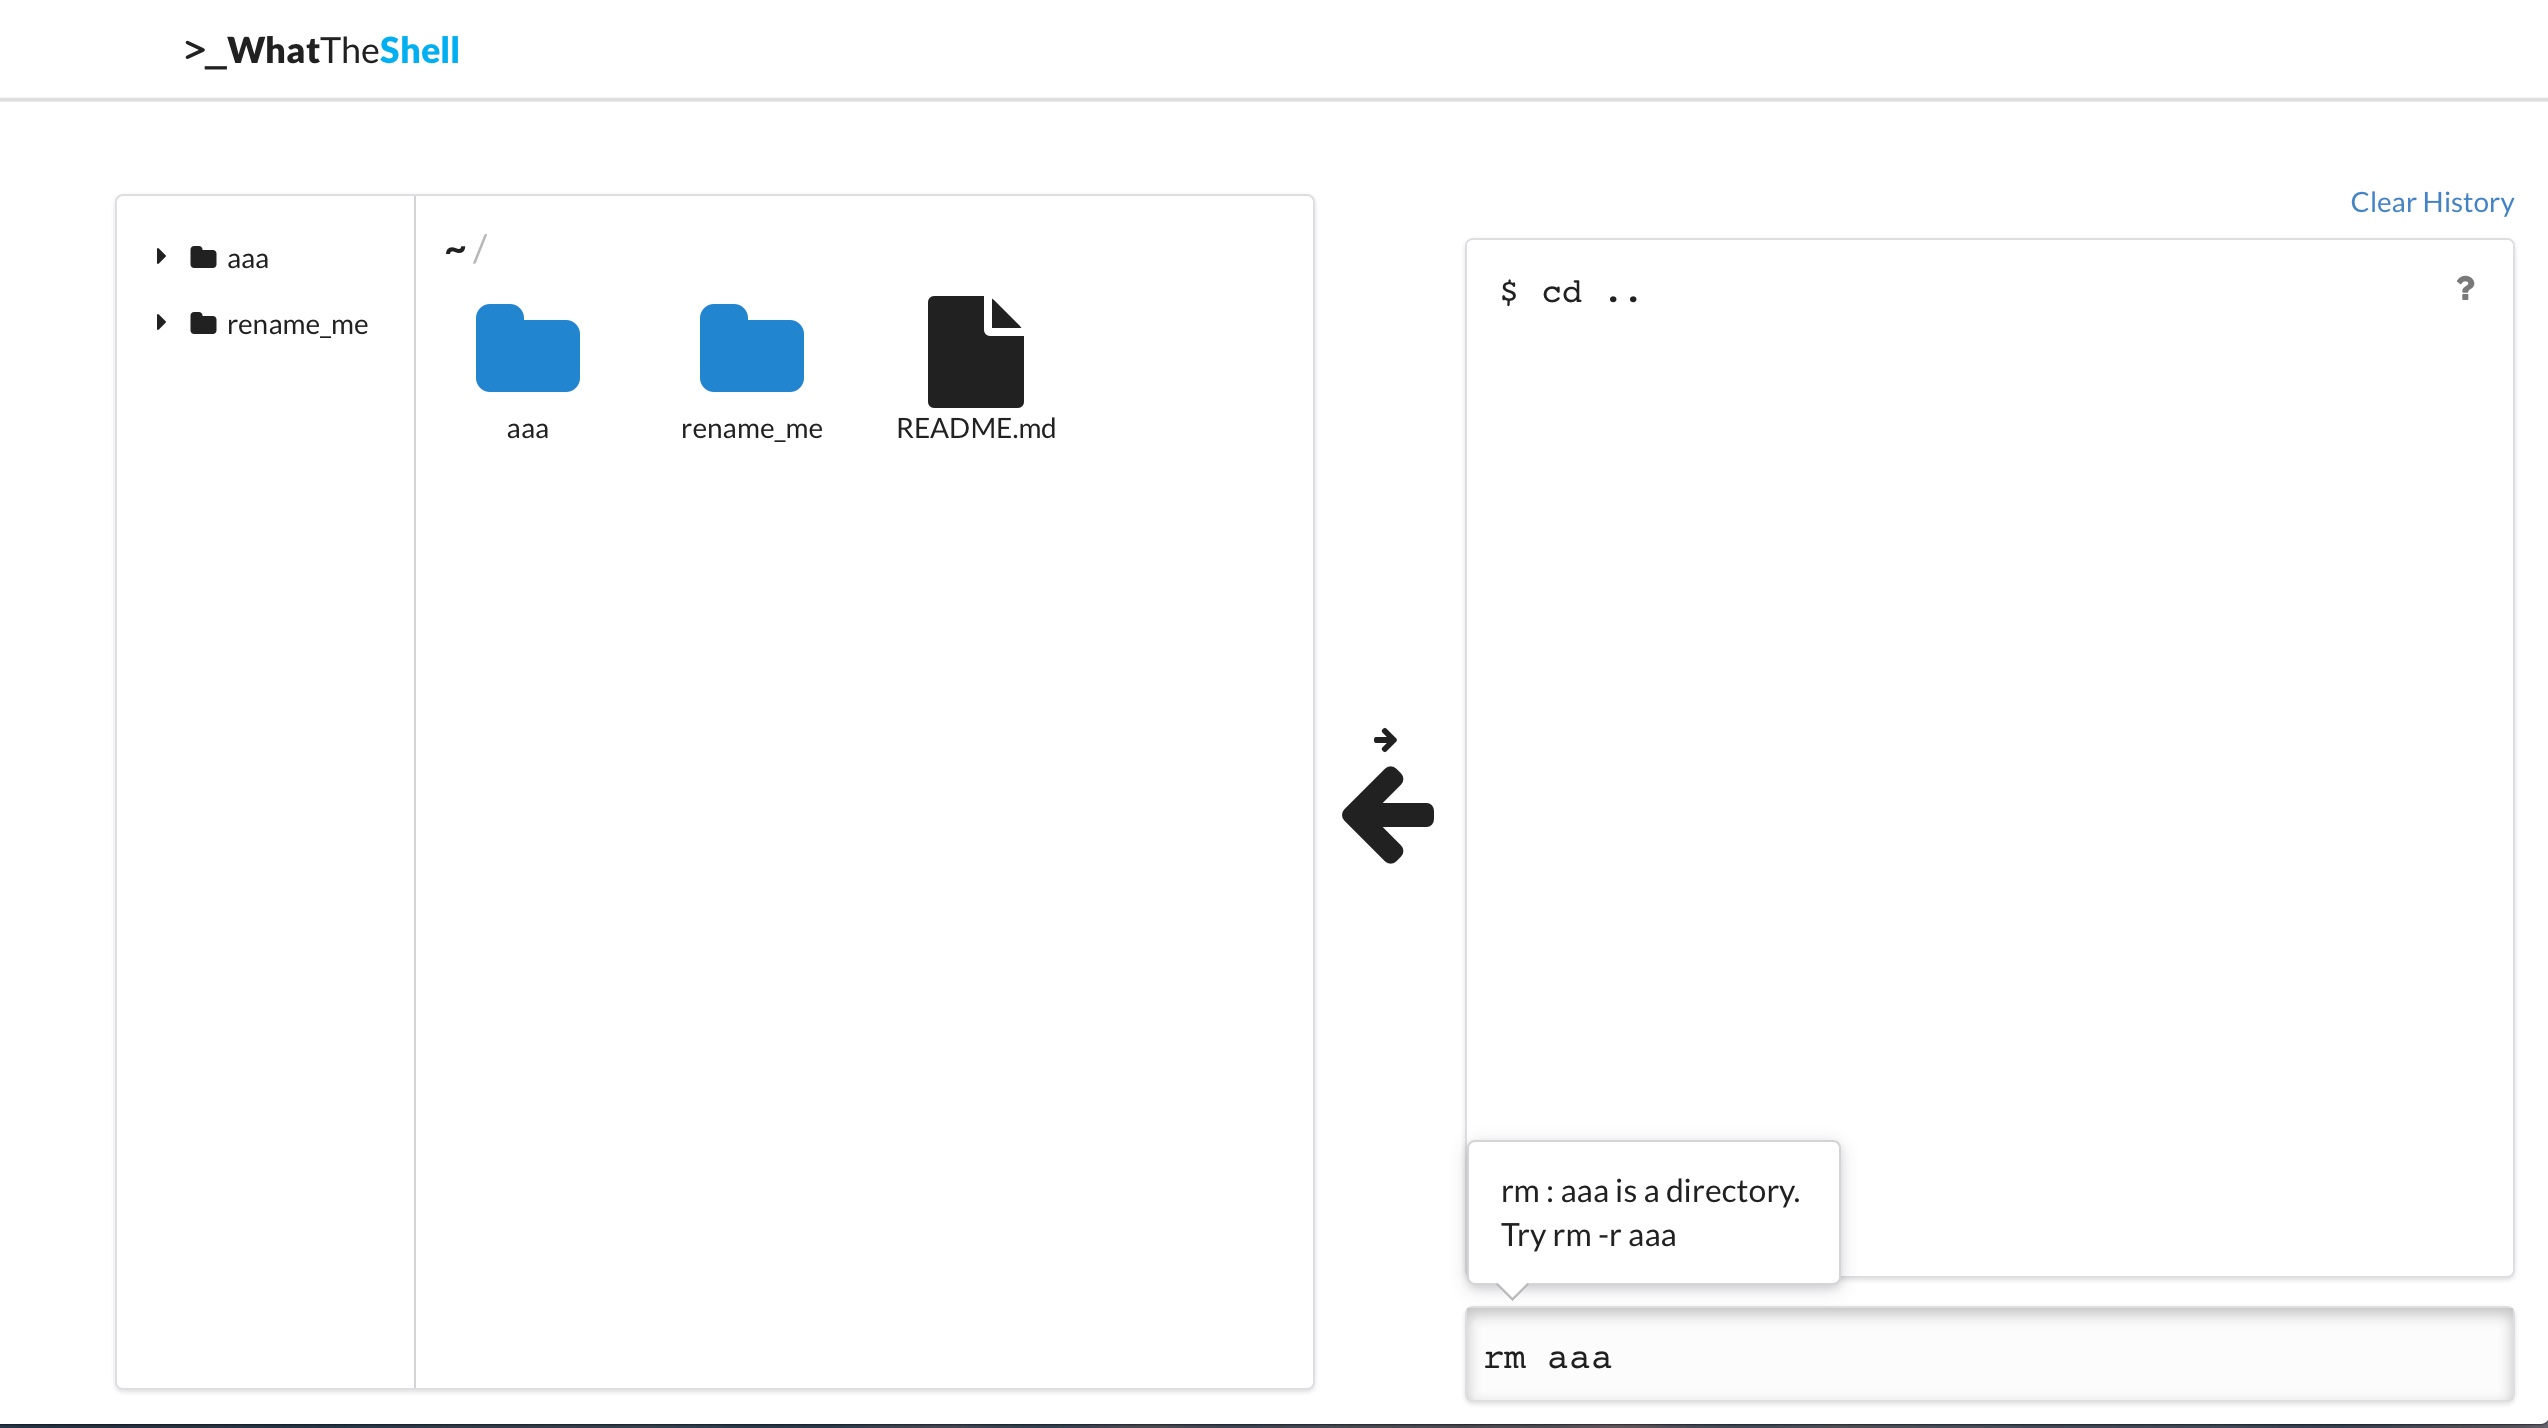 >_WhatTheShell
aaa
rename_me
~ /
aaa
rename_me
README.md
Clear History
$ cd ..
?
rm : aaa is a directory.
Try rm -r aaa
rm aaa